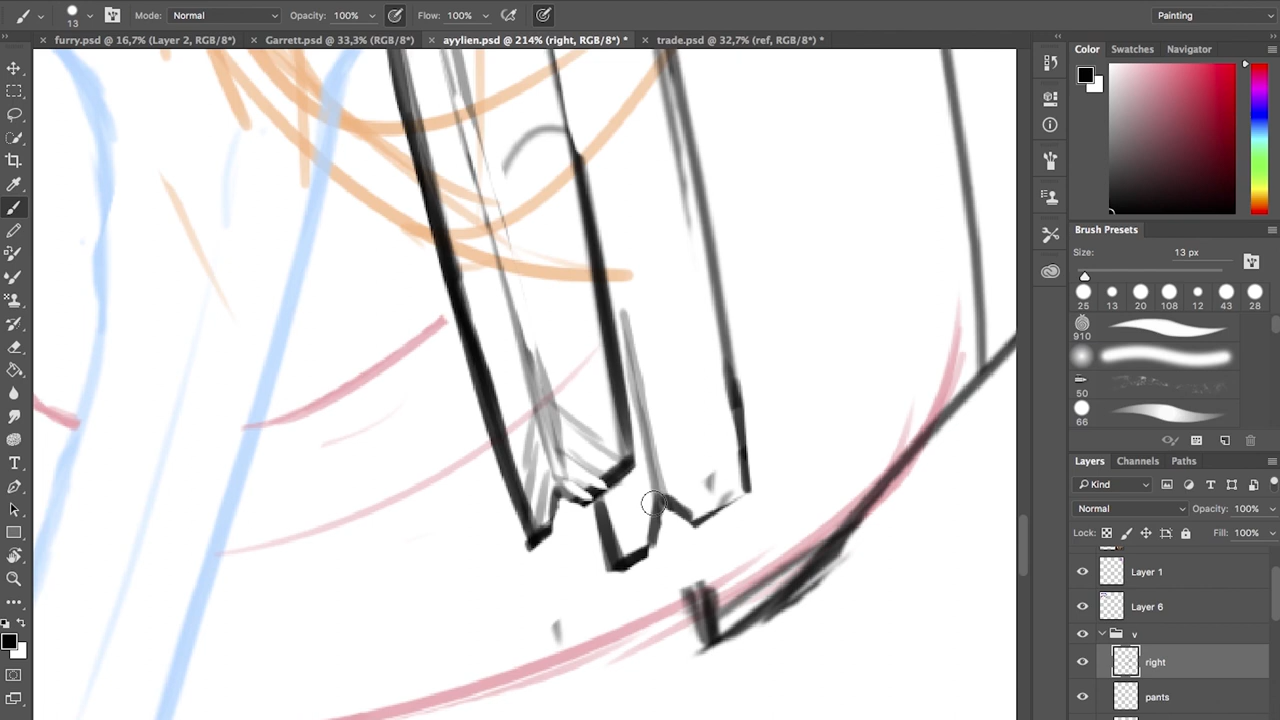 13
Mode: Normal
Opacity: 100%
Flow: 100%
Painting
furry.psd @ 16,7% (Layer 2, RGB/8*)
Garrett.psd @ 33,3% (RGB/8*)
ayylien.psd @ 214% (right, RGB/8*) *
trade.psd @ 32,7% (ref, RGB/8*) *
Color
Swatches
Navigator
Brush Presets
Size:
13 px
25
13
20
108
12
43
28
910
50
66
Layers
Channels
Paths
Kind
Normal
Opacity: 100%
Lock:
Fill: 100%
Layer 1
Layer 6
v
right
pants